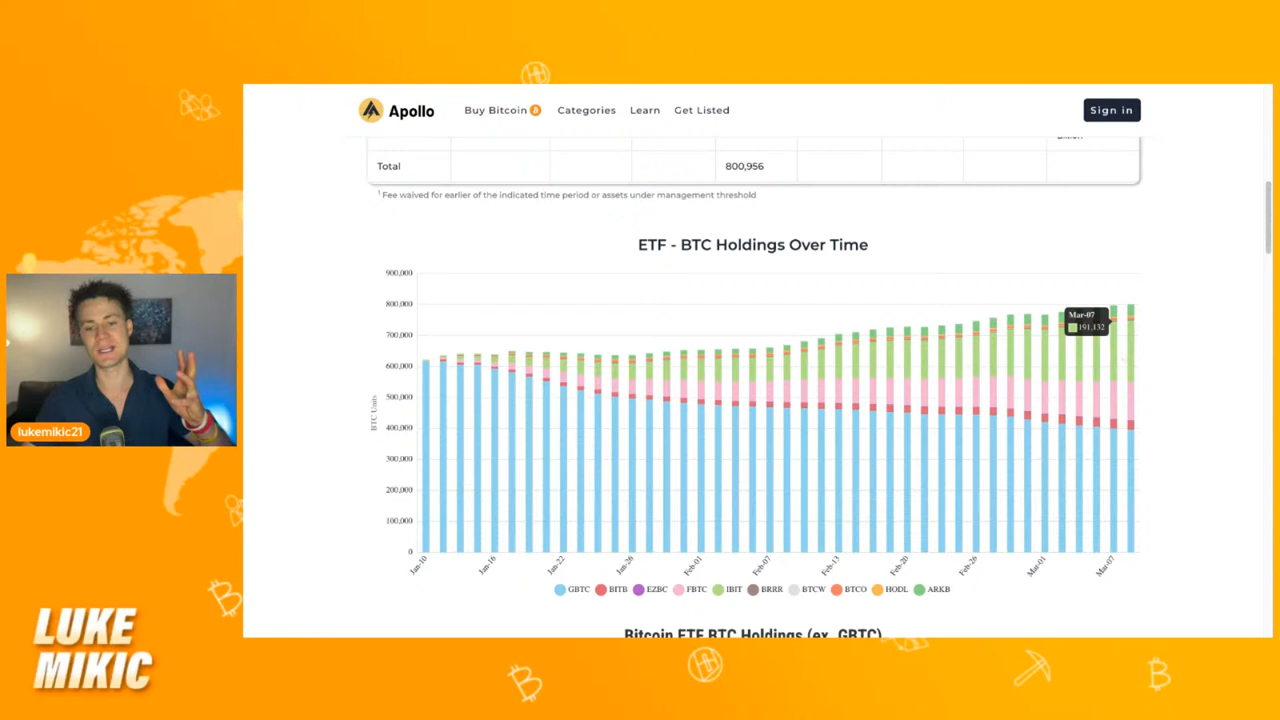 Apollo
Buy Bitcoin
Categories
Learn
Get Listed
Sign in
Total
800,956
1 Fee waived for earlier of the indicated time period or assets under management threshold
ETF - BTC Holdings Over Time
900,000
800,000
700,000
600,000
500,000
400,000
300,000
200,000
100,000
0
BTC Units
Mar-07
191,132
Jan-10
Jan-16
Jan-22
Jan-26
Feb-01
Feb-07
Feb-13
Feb-20
Feb-26
Mar-01
Mar-07
GBTC BITB EZBC FBTC IBIT BRRR BTCW BTCO HODL ARKB
Bitcoin ETF BTC Holdings (ex. GBTC)
lukemikic21
LUKE
MIKIC